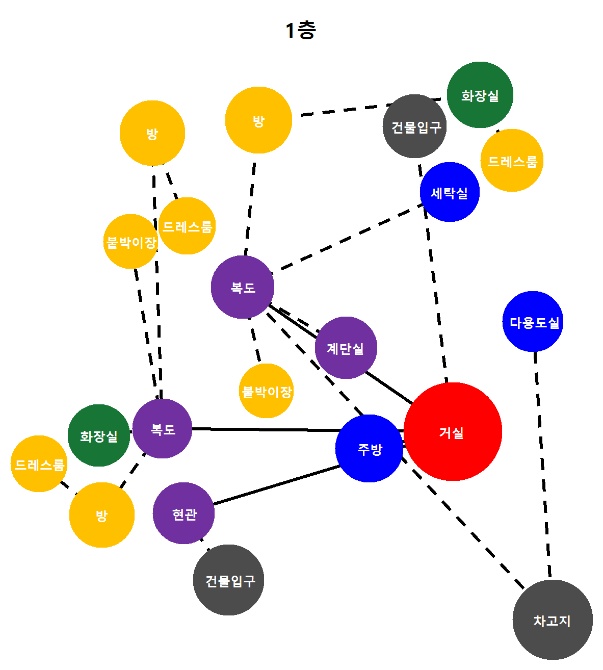 1층
화장실
방
건물입구
방
드레스룸
세탁실
드레스룸
붙박이장
복도
다용도실
계단실
붙박이장
복도
거실
화장실
주방
드레스룸
방
현관
건물입구
차고지